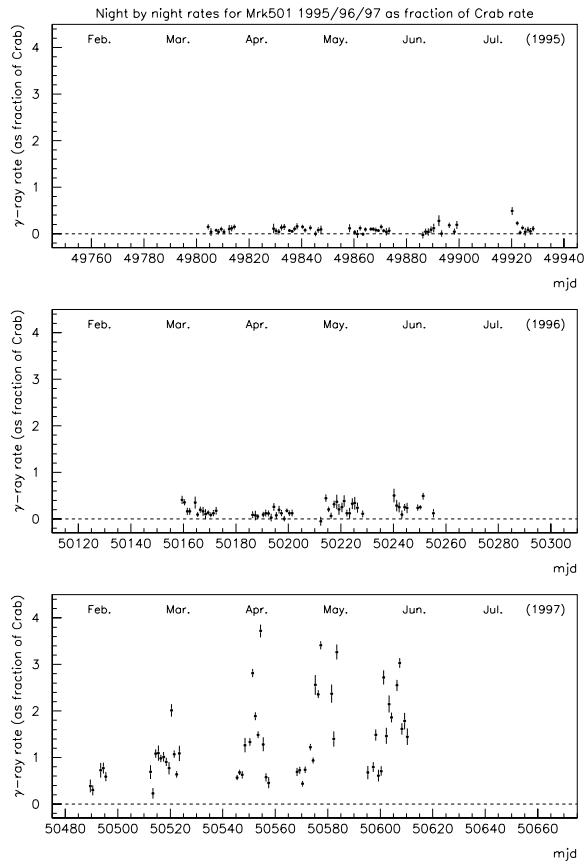 Night by night rates for Mrk501 1995/96/97 as fraction of Crab rate
γ-ray rate (as fraction of Crab)
Feb. Mar. Apr. May. Jun. Jul. (1995)
4
3
2
1
0
49760 49780 49800 49820 49840 49860 49880 49900 49920 49940
mjd
γ-ray rate (as fraction of Crab)
Feb. Mar. Apr. May. Jun. Jul. (1996)
4
3
2
1
0
50120 50140 50160 50180 50200 50220 50240 50260 50280 50300
mjd
γ-ray rate (as fraction of Crab)
Feb. Mar. Apr. May. Jun. Jul. (1997)
4
3
2
1
0
50480 50500 50520 50540 50560 50580 50600 50620 50640 50660
mjd